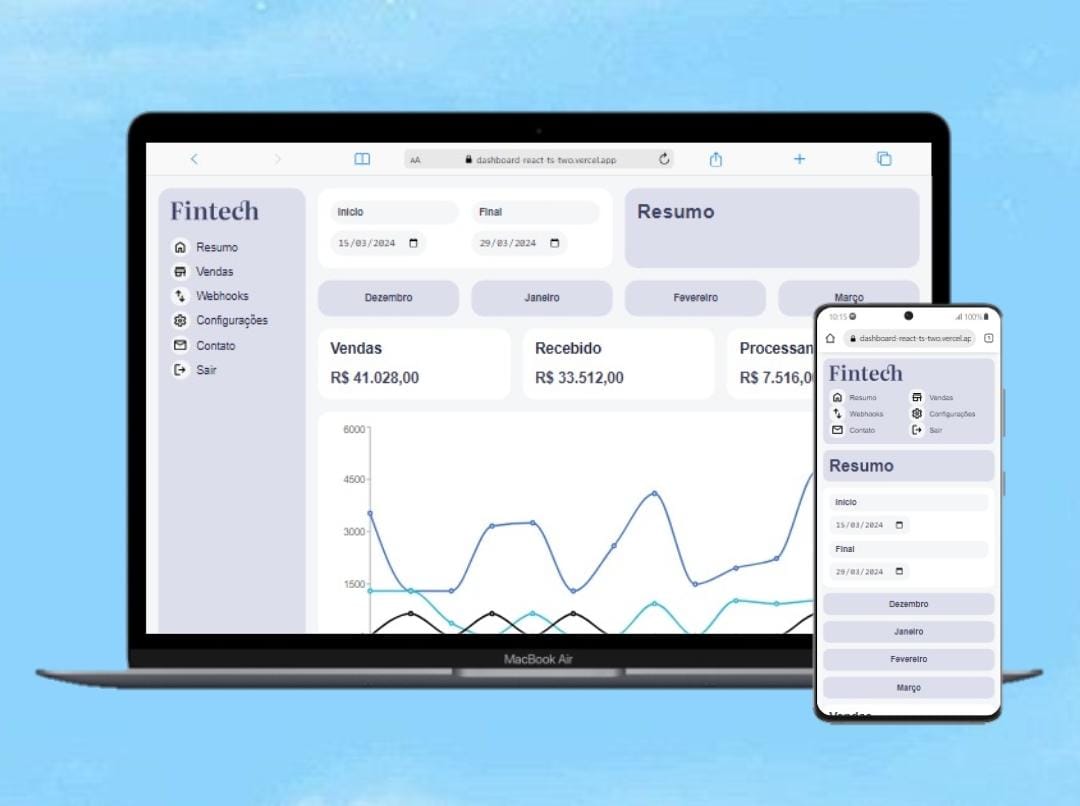 AA dashboard-react-ts-two.vercel.app
Fintech
Resumo
Vendas
Webhooks
Configurações
Contato
Sair
Início Final
15/03/2024 29/03/2024
Resumo
Dezembro Janeiro Fevereiro Março
Vendas Recebido Processan
R$ 41.028,00 R$ 33.512,00 R$ 7.516,0
6000
4500
3000
1500
MacBook Air
10:15 100%
dashboard-react-ts-two.vercel.ap 1
Fintech
Resumo Vendas
Webhooks Configurações
Contato Sair
Resumo
Início
15/03/2024
Final
29/03/2024
Dezembro
Janeiro
Fevereiro
Março
Vendas